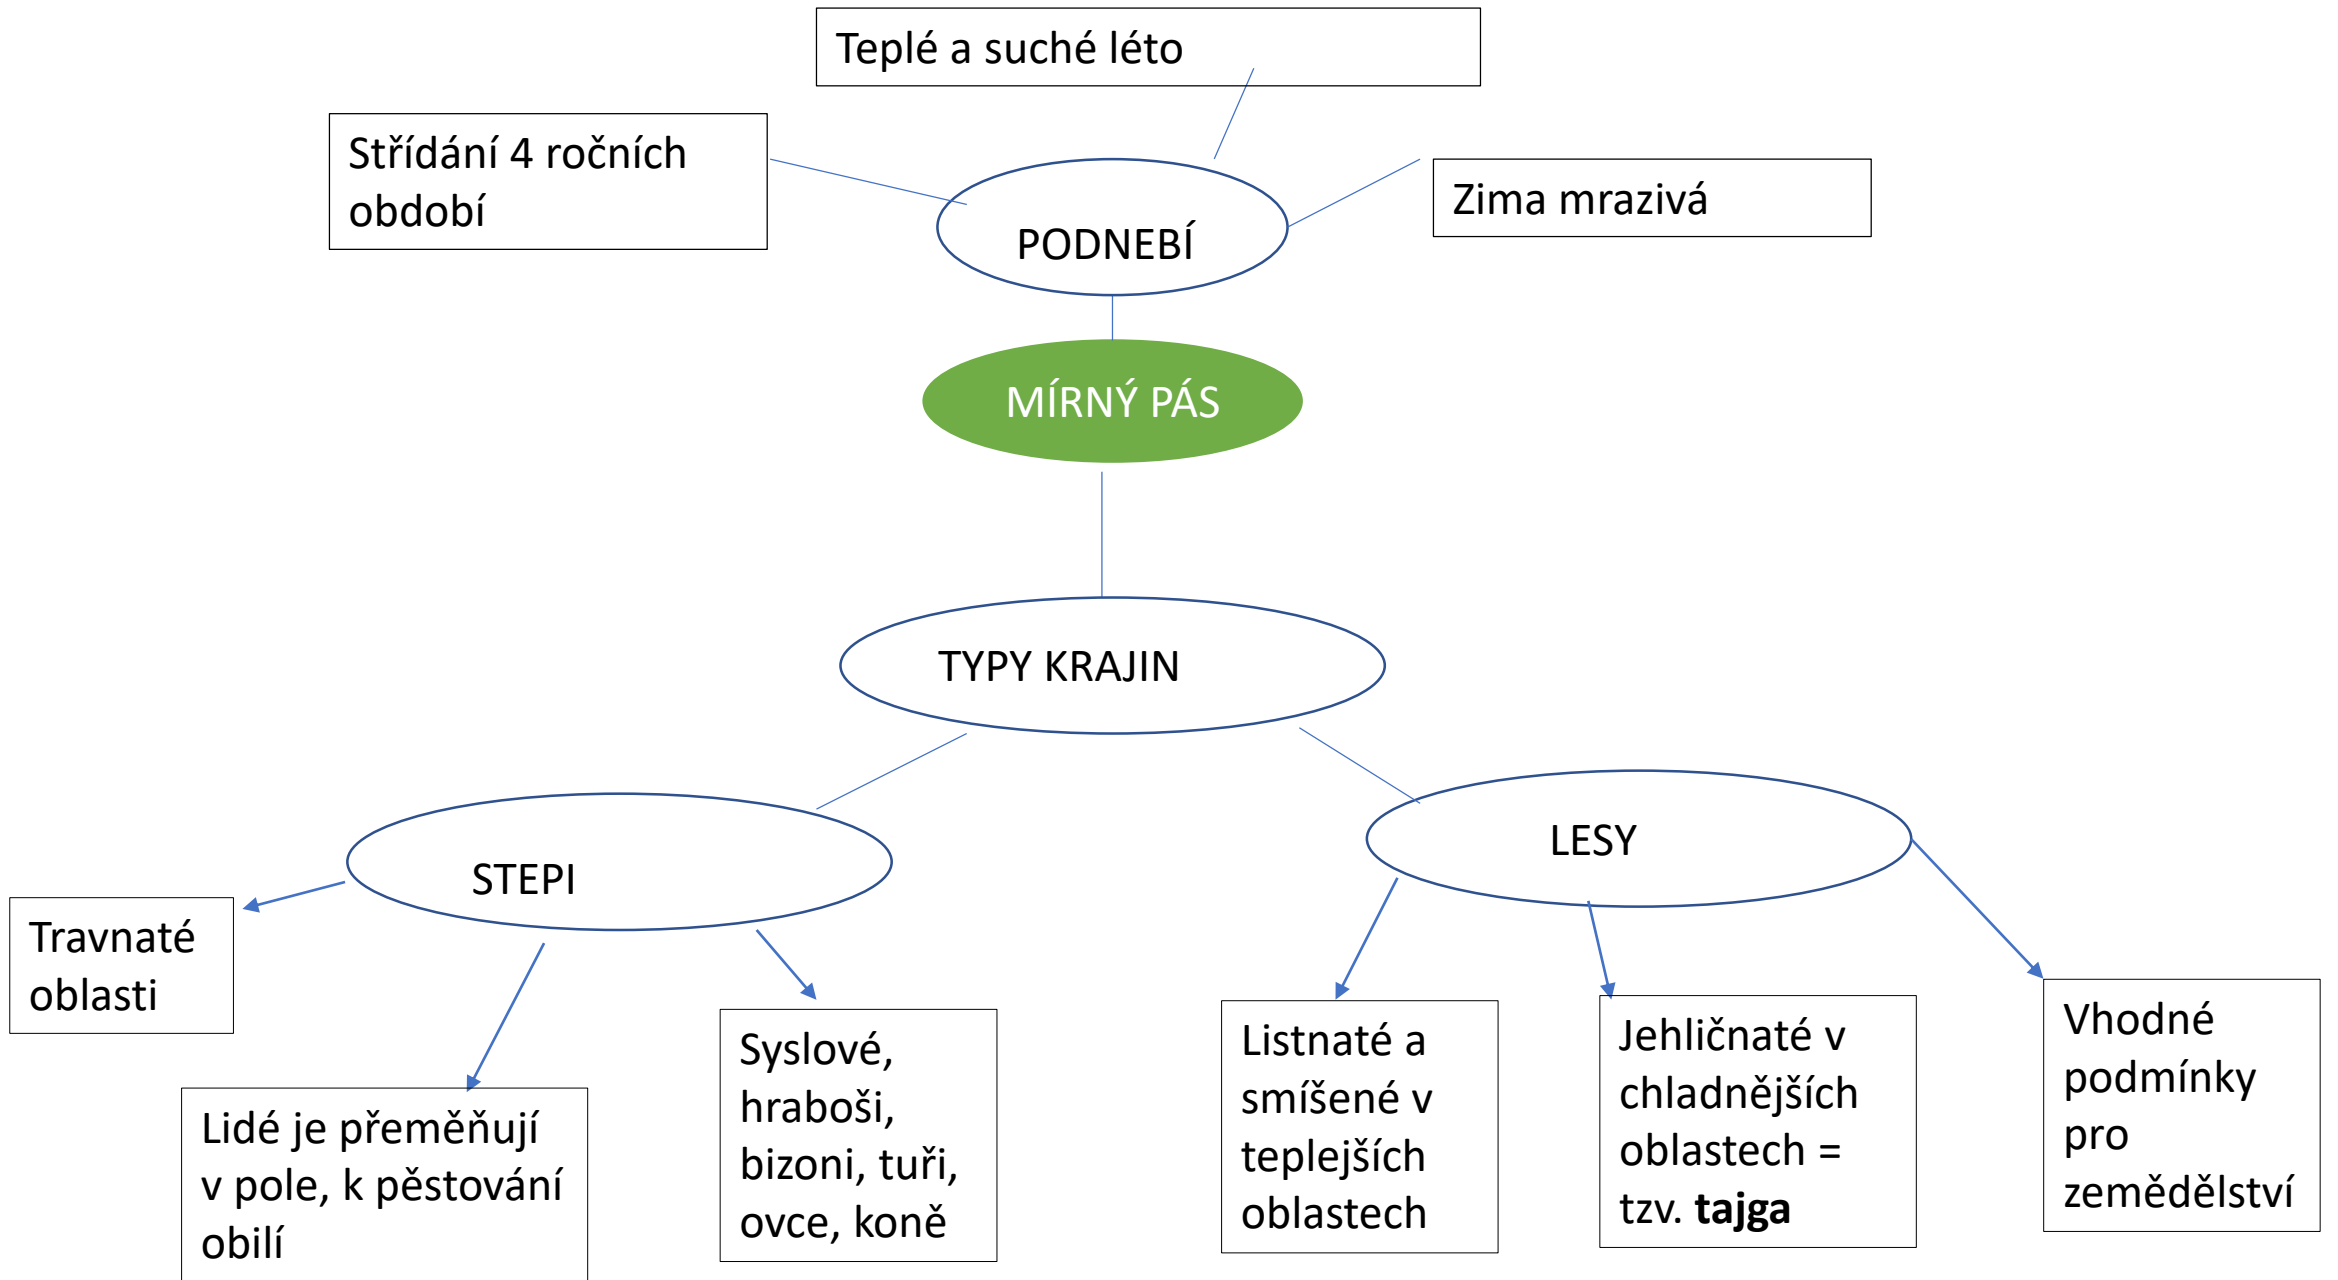 Teplé a suché léto
Střídání 4 ročních
období
Zima mrazivá
PODNEBÍ
MÍRNÝ PÁS
TYPY KRAJIN
STEPI
LESY
Travnaté
oblasti
Lidé je přeměňují
v pole, k pěstování
obilí
Syslové,
hraboši,
bizoni, tuři,
ovce, koně
Listnaté a
smíšené v
teplejších
oblastech
Jehličnaté v
chladnějších
oblastech =
tzv. tajga
Vhodné
podmínky
pro
zemědělství